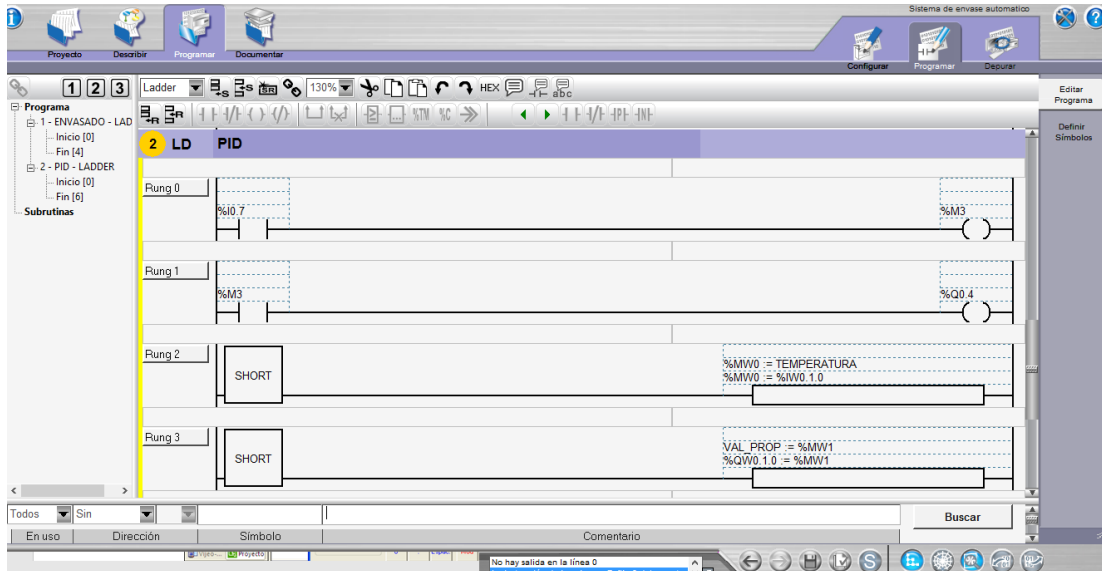 Sistema de envase automatico
Proyecto
Describir
Programar
Documentar
Configurar
Programar
Depurar
1 2 3
Ladder
130%
HEX
abc
%TM %C
Editar Programa
Definir Símbolos
Programa
1 - ENVASADO - LAD
Inicio [0]
Fin [4]
2 - PID - LADDER
Inicio [0]
Fin [6]
Subrutinas
2 LD PID
Rung 0
%I0.7
%M3
Rung 1
%M3
%Q0.4
Rung 2
SHORT
%MW0 := TEMPERATURA
%MW0 := %IW0.1.0
Rung 3
SHORT
VAL_PROP := %MW1
%QW0.1.0 := %MW1
Todos
Sin
Buscar
En uso
Dirección
Símbolo
Comentario
Proyecto
No hay salida en la línea 0